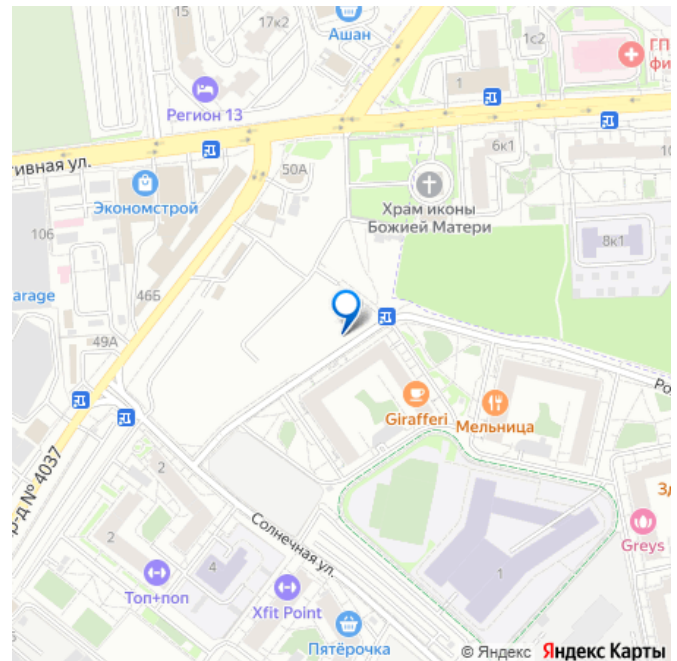 15
17к2
Ашан
1с2
ГП
фи
1
Регион 13
6к1
10
тивная ул.
50А
Экономстрой
Храм иконы
Божией Матери
106
8к1
arage
46Б
49А
Ро
Girafferi
Мельница
р-д № 4037
2
Солнечная ул.
Зд
Greys
2
4
1
Топ+поп
Xfit Point
Пятёрочка
© Яндекс Яндекс Карты